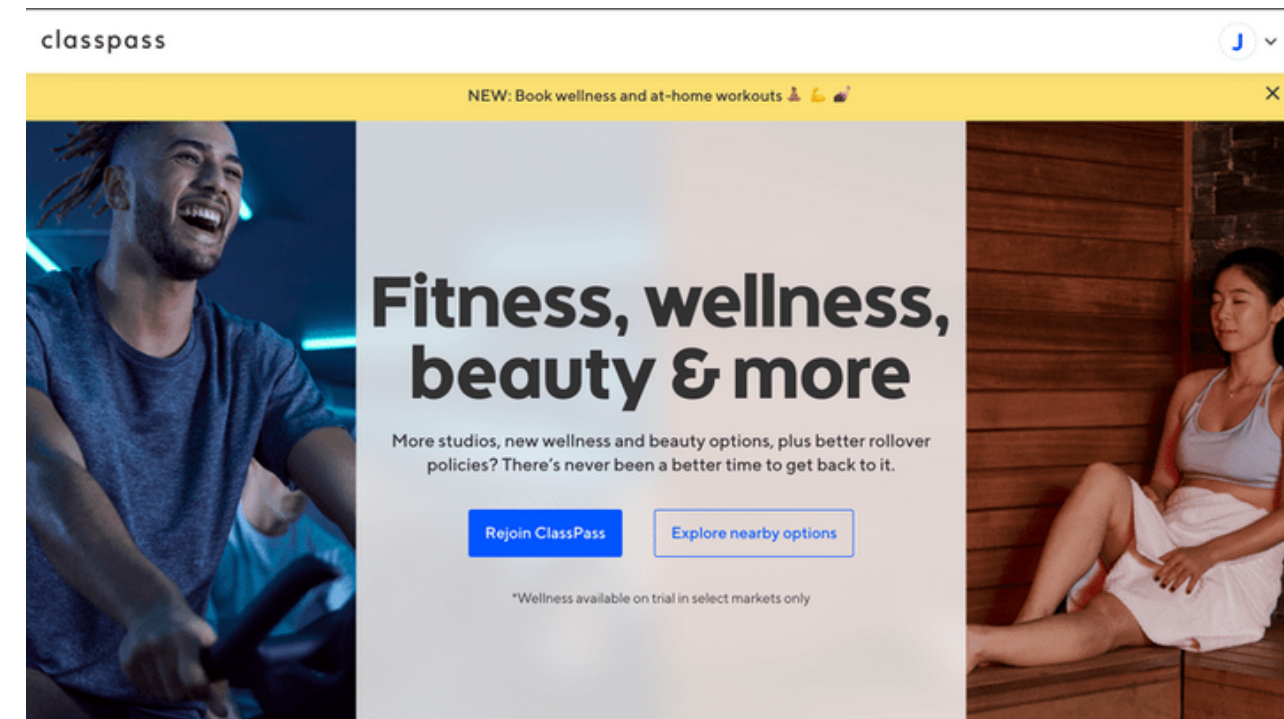 classpass
J
NEW: Book wellness and at-home workouts 🧘🏽‍♀️ 💪 💅🏿
Fitness, wellness,
beauty & more
More studios, new wellness and beauty options, plus better rollover
policies? There's never been a better time to get back to it.
Rejoin ClassPass
Explore nearby options
*Wellness available on trial in select markets only